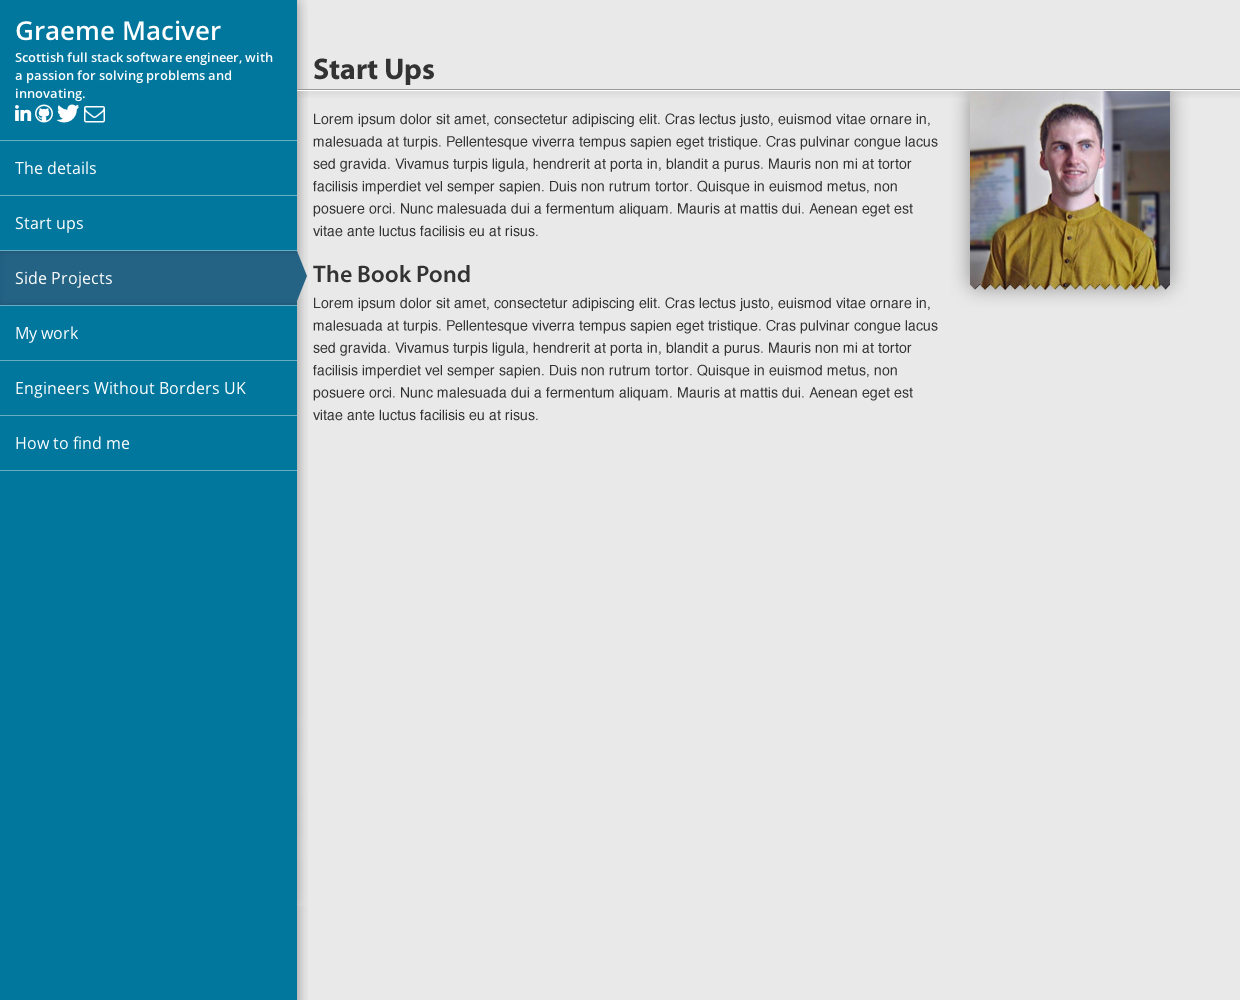 Graeme Maciver
Scottish full stack software engineer, with
a passion for solving problems and
innovating.
The details
Start ups
Side Projects
My work
Engineers Without Borders UK
How to find me
Start Ups
Lorem ipsum dolor sit amet, consectetur adipiscing elit. Cras lectus justo, euismod vitae ornare in,
malesuada at turpis. Pellentesque viverra tempus sapien eget tristique. Cras pulvinar congue lacus
sed gravida. Vivamus turpis ligula, hendrerit at porta in, blandit a purus. Mauris non mi at tortor
facilisis imperdiet vel semper sapien. Duis non rutrum tortor. Quisque in euismod metus, non
posuere orci. Nunc malesuada dui a fermentum aliquam. Mauris at mattis dui. Aenean eget est
vitae ante luctus facilisis eu at risus.
The Book Pond
Lorem ipsum dolor sit amet, consectetur adipiscing elit. Cras lectus justo, euismod vitae ornare in,
malesuada at turpis. Pellentesque viverra tempus sapien eget tristique. Cras pulvinar congue lacus
sed gravida. Vivamus turpis ligula, hendrerit at porta in, blandit a purus. Mauris non mi at tortor
facilisis imperdiet vel semper sapien. Duis non rutrum tortor. Quisque in euismod metus, non
posuere orci. Nunc malesuada dui a fermentum aliquam. Mauris at mattis dui. Aenean eget est
vitae ante luctus facilisis eu at risus.